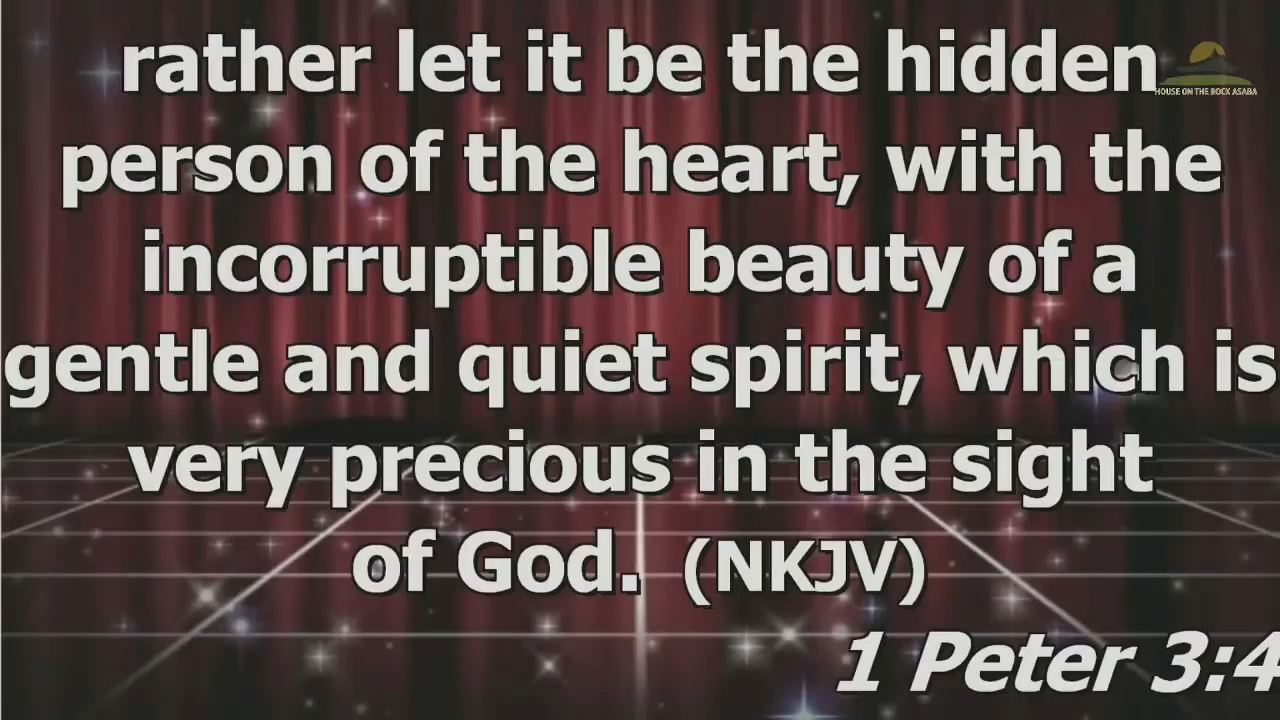 rather let it be the hidden
HOUSE ON THE ROCK ASABA
person of the heart, with the
incorruptible beauty of a
gentle and quiet spirit, which is
very precious in the sight
of God. (NKJV)
1 Peter 3:4